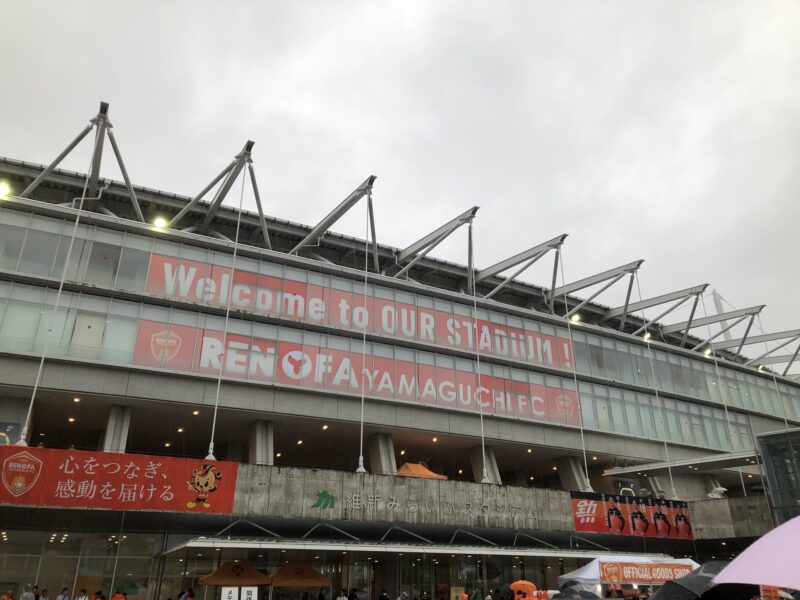 Welcome to OUR STADiUM !
RENOFA YAMAGUCHI FC
RENOFA
心をつなぎ、
感動を届ける
維新みらいふスタジアム
OFFICIAL GOODS SHOP